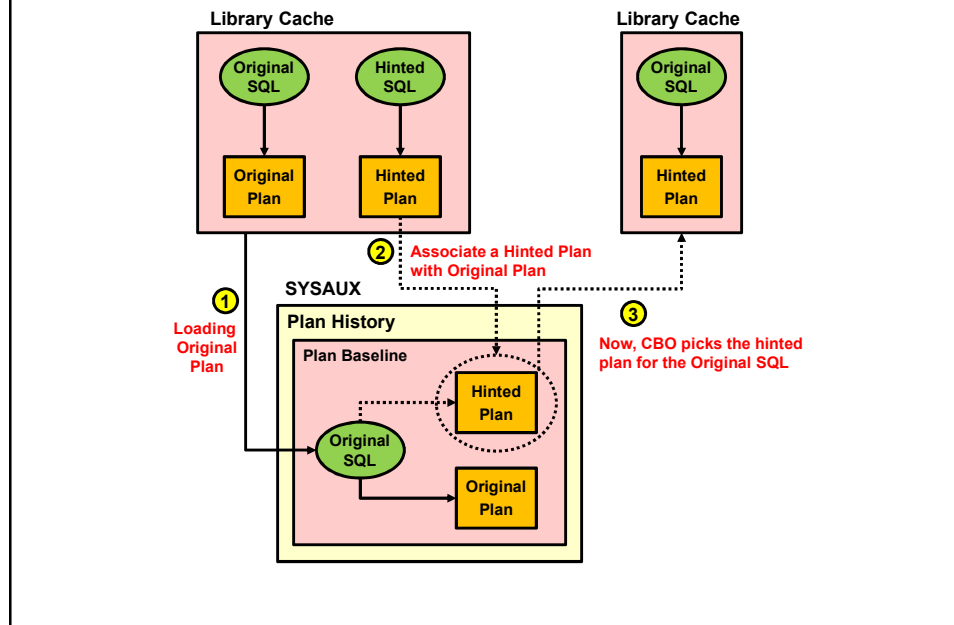 Library Cache
Library Cache
Original
SQL
Hinted
SQL
Original
SQL
Original
Plan
Hinted
Plan
Hinted
Plan
2
Associate a Hinted Plan
with Original Plan
1
Loading
Original
Plan
SYSAUX
3
Now, CBO picks the hinted
plan for the Original SQL
Plan History
Plan Baseline
Hinted
Plan
Original
SQL
Original
Plan